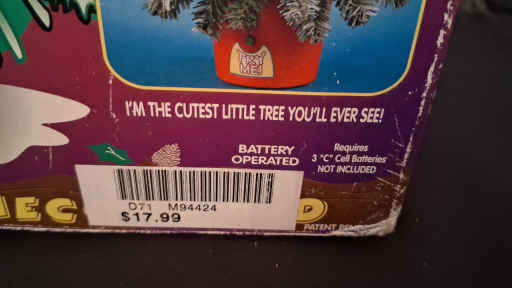 TRY
ME!
I'M THE CUTEST LITTLE TREE YOU'LL EVER SEE!
BATTERY
OPERATED
Requires
3 "C" Cell Batteries
NOT INCLUDED
D71 M94424
$17.99
PATENT